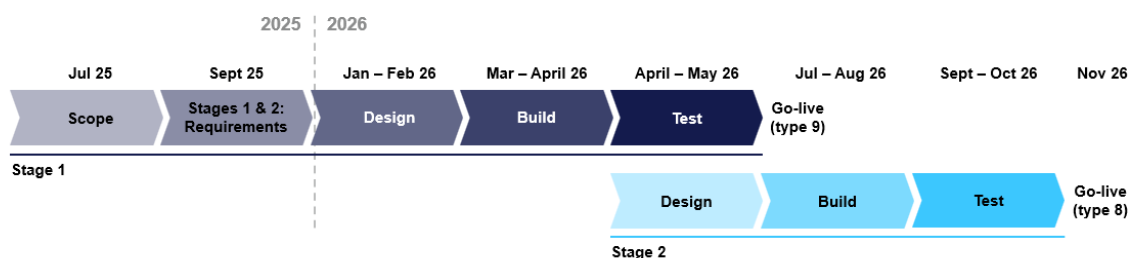 2025 2026
Jul 25 Sept 25 Jan – Feb 26 Mar – April 26 April – May 26 Jul – Aug 26 Sept – Oct 26 Nov 26
Scope
Stages 1 & 2:
Requirements
Design
Build
Test
Go-live
(type 9)
Stage 1
Design
Build
Test
Go-live
(type 8)
Stage 2